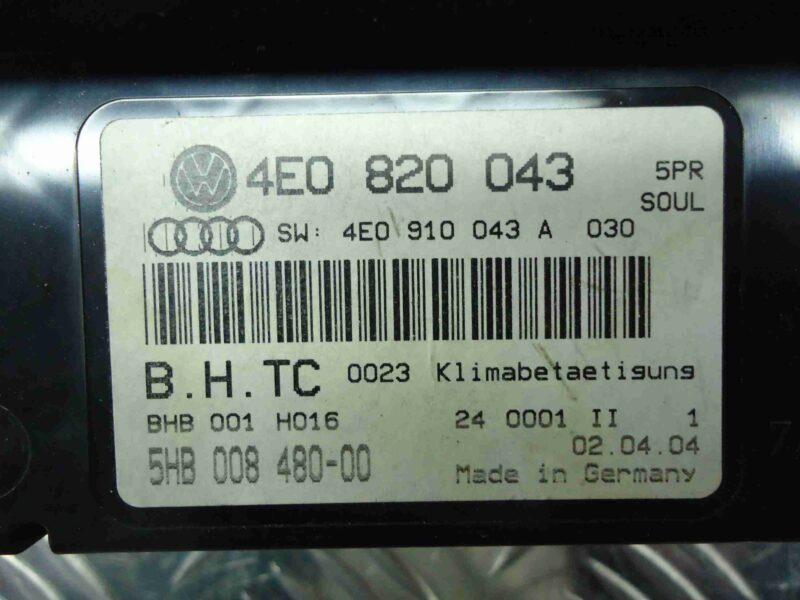 4E0 820 043 5PR
SOUL
SW: 4E0 910 043 A 030
B.H.TC 0023 Klimabetaetigung
BHB 001 H016 24 0001 II 1
02.04.04
5HB 008 480-00 Made in Germany